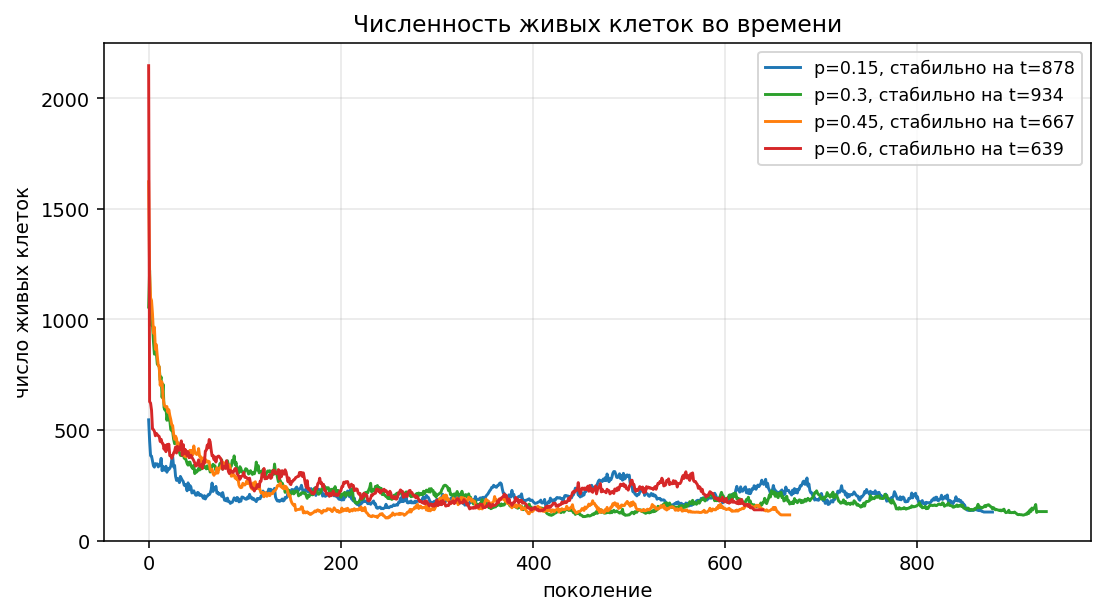 Численность живых клеток во времени
p=0.15, стабильно на t=878
p=0.3, стабильно на t=934
p=0.45, стабильно на t=667
p=0.6, стабильно на t=639
число живых клеток
2000
1500
1000
500
0
0 200 400 600 800
поколение